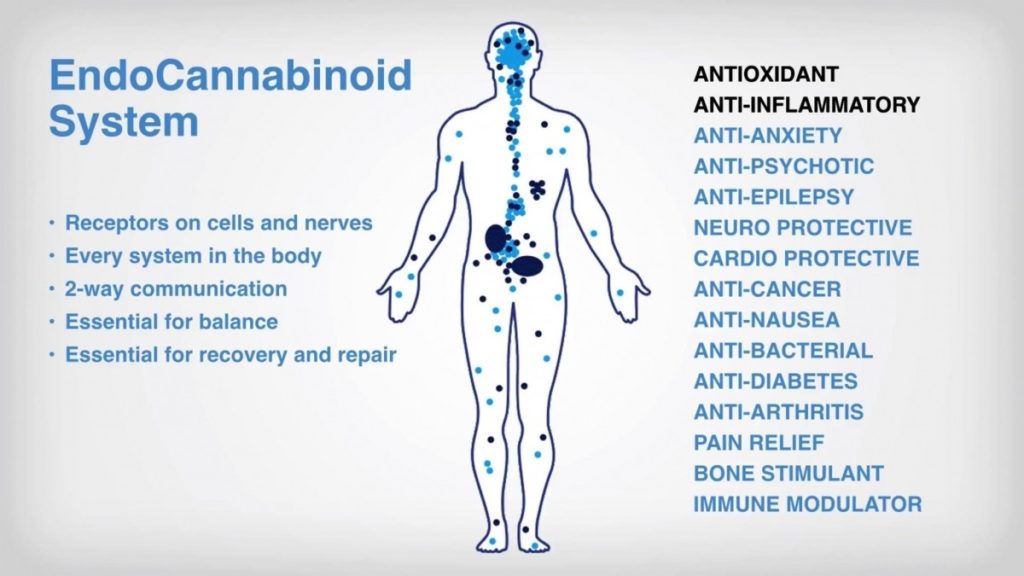 EndoCannabinoid
System
• Receptors on cells and nerves
• Every system in the body
• 2-way communication
• Essential for balance
• Essential for recovery and repair
ANTIOXIDANT
ANTI-INFLAMMATORY
ANTI-ANXIETY
ANTI-PSYCHOTIC
ANTI-EPILEPSY
NEURO PROTECTIVE
CARDIO PROTECTIVE
ANTI-CANCER
ANTI-NAUSEA
ANTI-BACTERIAL
ANTI-DIABETES
ANTI-ARTHRITIS
PAIN RELIEF
BONE STIMULANT
IMMUNE MODULATOR